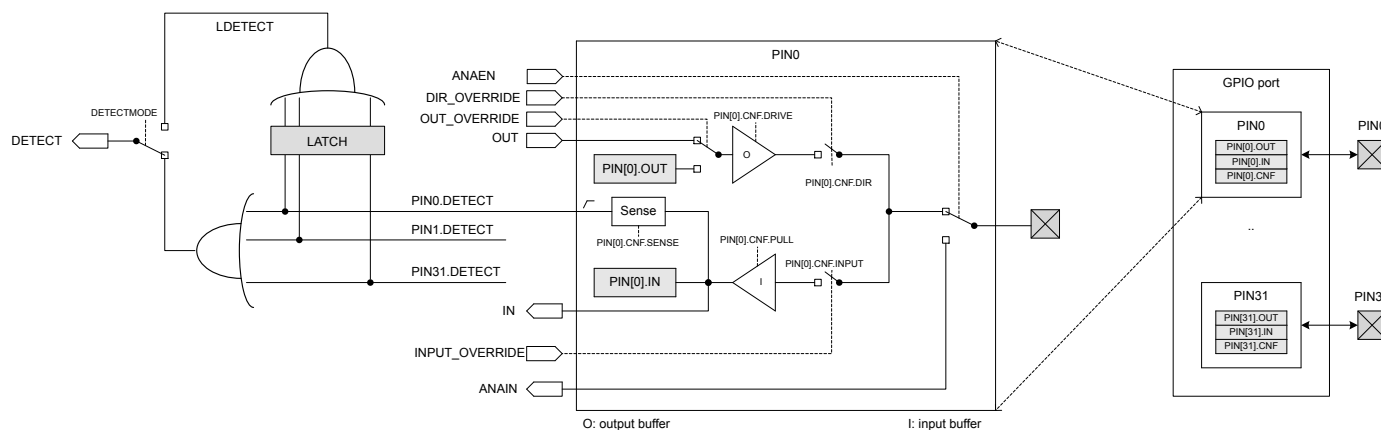 LDETECT
DETECTMODE
DETECT
LATCH
PIN0.DETECT
PIN1.DETECT
PIN31.DETECT
ANAEN
DIR_OVERRIDE
OUT_OVERRIDE
OUT
IN
INPUT_OVERRIDE
ANAIN
PIN0
PIN[0].CNF.DRIVE
O
PIN[0].OUT
PIN[0].CNF.DIR
Sense
PIN[0].CNF.SENSE
PIN[0].CNF.PULL
PIN[0].CNF.INPUT
PIN[0].IN
I
O: output buffer
I: input buffer
GPIO port
PIN0
PIN[0].OUT
PIN[0].IN
PIN[0].CNF
PIN0
..
PIN31
PIN[31].OUT
PIN[31].IN
PIN[31].CNF
PIN3